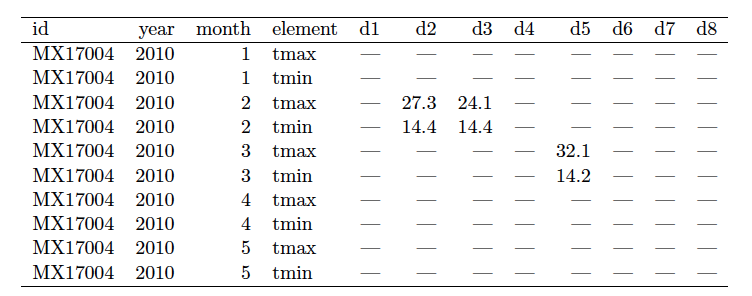 id year month element d1 d2 d3 d4 d5 d6 d7 d8
MX17004 2010 1 tmax — — — — — — — —
MX17004 2010 1 tmin — — — — — — — —
MX17004 2010 2 tmax — 27.3 24.1 — — — — —
MX17004 2010 2 tmin — 14.4 14.4 — — — — —
MX17004 2010 3 tmax — — — — 32.1 — — —
MX17004 2010 3 tmin — — — — 14.2 — — —
MX17004 2010 4 tmax — — — — — — — —
MX17004 2010 4 tmin — — — — — — — —
MX17004 2010 5 tmax — — — — — — — —
MX17004 2010 5 tmin — — — — — — — —